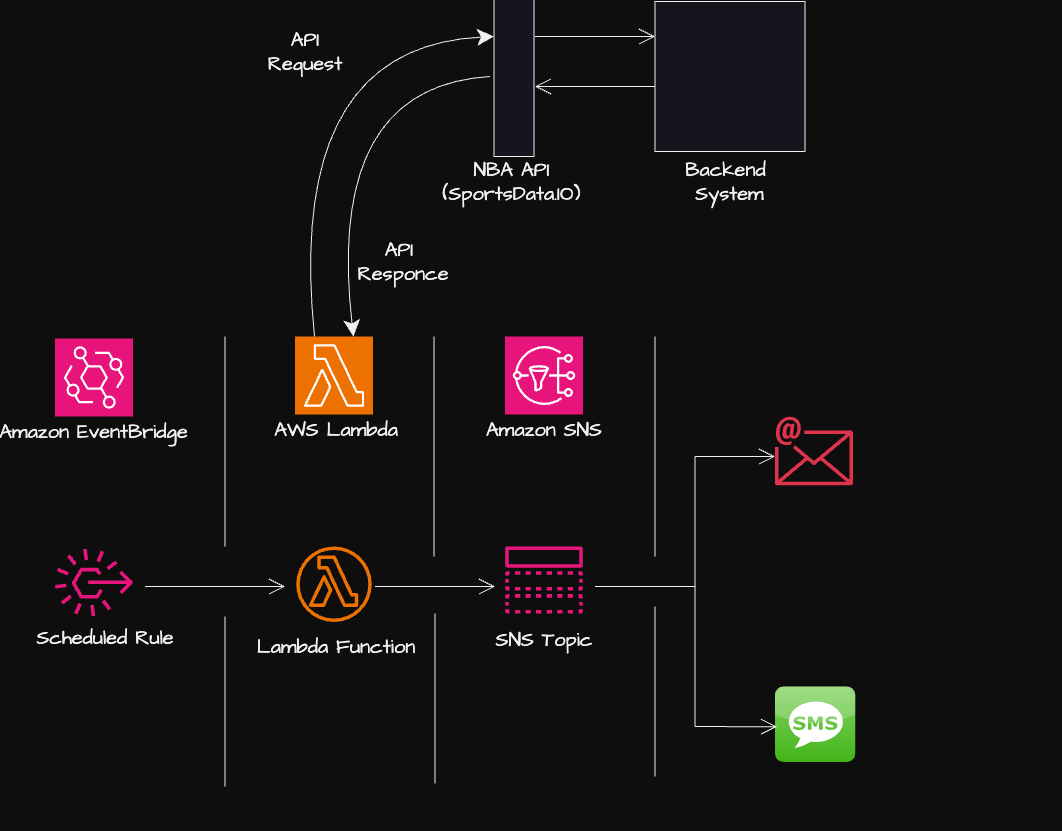 API
Request
NBA API
(SportsData.IO)
Backend
System
API
Responce
Amazon EventBridge
AWS Lambda
Amazon SNS
@
Scheduled Rule
Lambda Function
SNS Topic
SMS